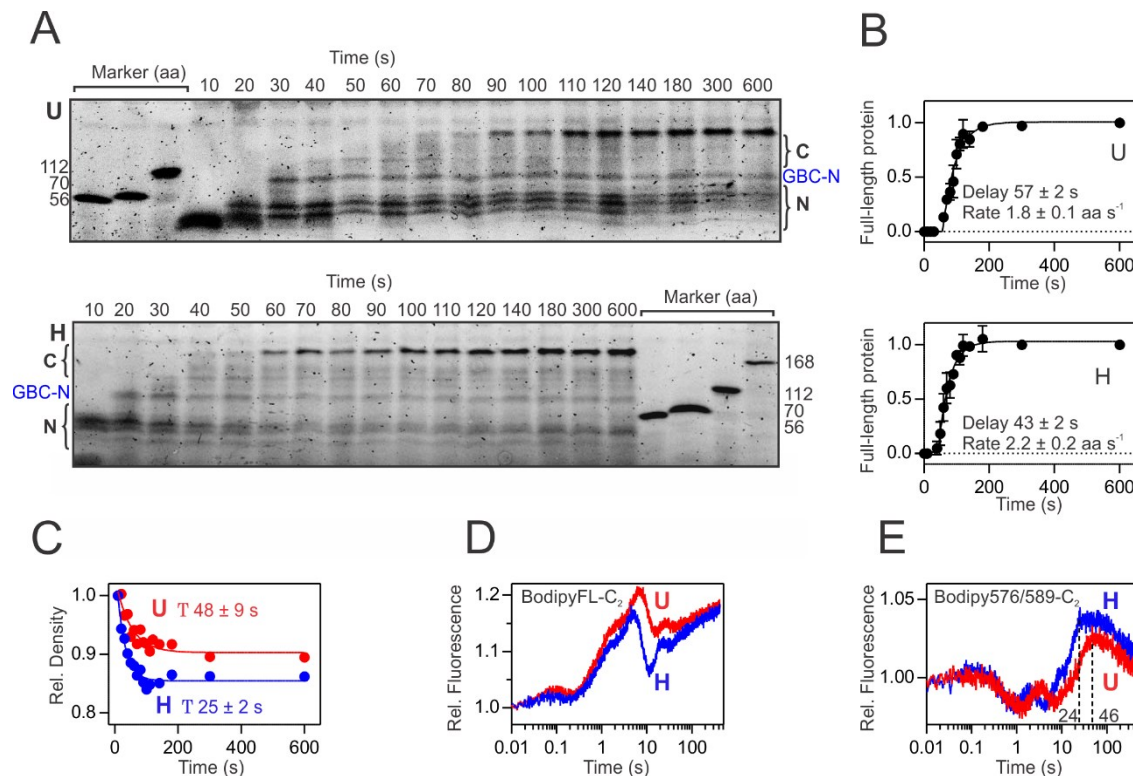 A
Time (s)
Marker (aa)
10 20 30 40 50 60 70 80 90 100 110 120 140 180 300 600
U
112
70
56
C
GBC-N
N
Time (s)
10 20 30 40 50 60 70 80 90 100 110 120 140 180 300 600
Marker (aa)
H
C
GBC-N
N
168
112
70
56
B
Full-length protein
1.0
0.5
0.0
U
Delay 57 ± 2 s
Rate 1.8 ± 0.1 aa s⁻¹
0 200 400 600
Time (s)
Full-length protein
1.0
0.5
0.0
H
Delay 43 ± 2 s
Rate 2.2 ± 0.2 aa s⁻¹
0 200 400 600
Time (s)
C
Rel. Density
1.0
0.9
0.8
U T 48 ± 9 s
H T 25 ± 2 s
0 200 400 600
Time (s)
D
Rel. Fluorescence
1.2
1.1
1.0
BodipyFL-C₂
U
H
0.01 0.1 1 10 100
Time (s)
E
Rel. Fluorescence
1.05
1.00
Bodipy576/589-C₂
H
U
24 46
0.01 0.1 1 10 100
Time (s)